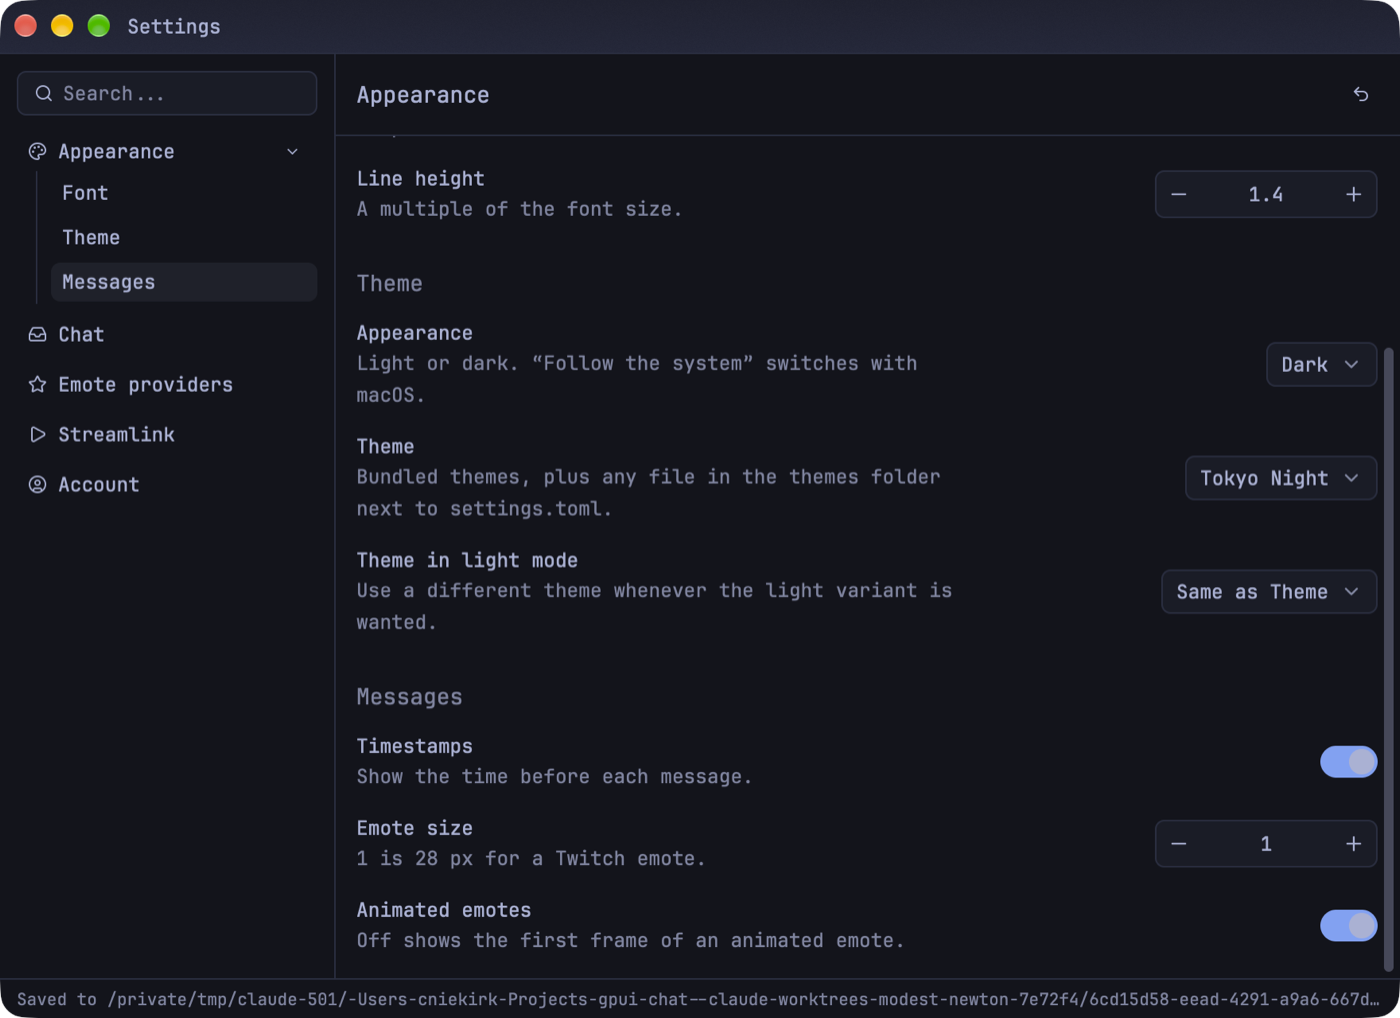 Settings
Search...
Appearance
Font
Theme
Messages
Chat
Emote providers
Streamlink
Account
Appearance
Line height
A multiple of the font size.
1.4
Theme
Appearance
Light or dark. “Follow the system” switches with
macOS.
Dark
Theme
Bundled themes, plus any file in the themes folder
next to settings.toml.
Tokyo Night
Theme in light mode
Use a different theme whenever the light variant is
wanted.
Same as Theme
Messages
Timestamps
Show the time before each message.
Emote size
1 is 28 px for a Twitch emote.
1
Animated emotes
Off shows the first frame of an animated emote.
Saved to /private/tmp/claude-501/-Users-cniekirk-Projects-gpui-chat--claude-worktrees-modest-newton-7e72f4/6cd15d58-eead-4291-a9a6-667d…